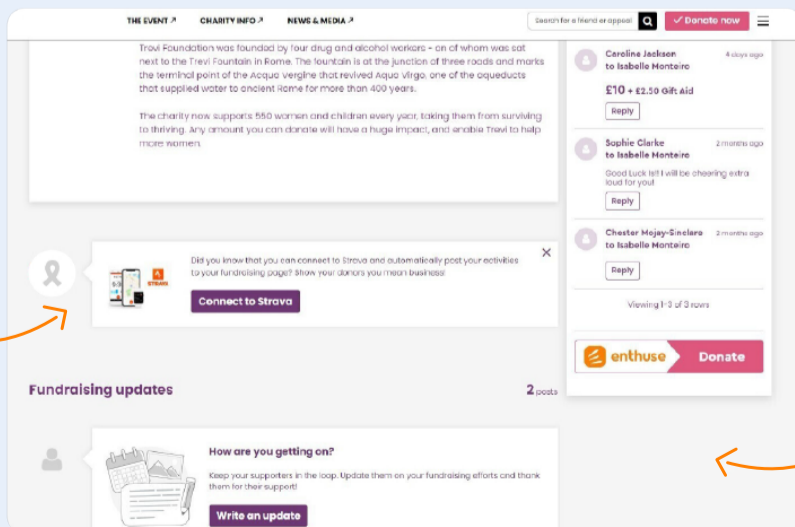 THE EVENT ↗ CHARITY INFO ↗ NEWS & MEDIA ↗ Search for a friend or appeal ✓ Donate now
Trevi Foundation was founded by four drug and alcohol workers - on of whom was sat
next to the Trevi Fountain in Rome. The fountain is at the junction of three roads and marks
the terminal point of the Acqua vergine that revived Aqua Virgo, one of the aqueducts
that supplied water to ancient Rome for more than 400 years.
The charity now supports 550 women and children every year, taking them from surviving
to thriving. Any amount you can donate will have a huge impact, and enable Trevi to help
more women.
Did you know that you can connect to Strava and automatically post your activities
to your fundraising page? Show your donors you mean business!
STRAVA
Connect to Strava
Fundraising updates 2 posts
How are you getting on?
Keep your supporters in the loop. Update them on your fundraising efforts and thank
them for their support!
Write an update
Caroline Jackson 4 days ago
to Isabelle Monteiro
£10 + £2.50 Gift Aid
Reply
Sophie Clarke 2 months ago
to Isabelle Monteiro
Good Luck Is!! I will be cheering extra
loud for you!
Reply
Chester Mojay-Sinclare 2 months ago
to Isabelle Monteiro
Reply
Viewing 1-3 of 3 rows
enthuse Donate